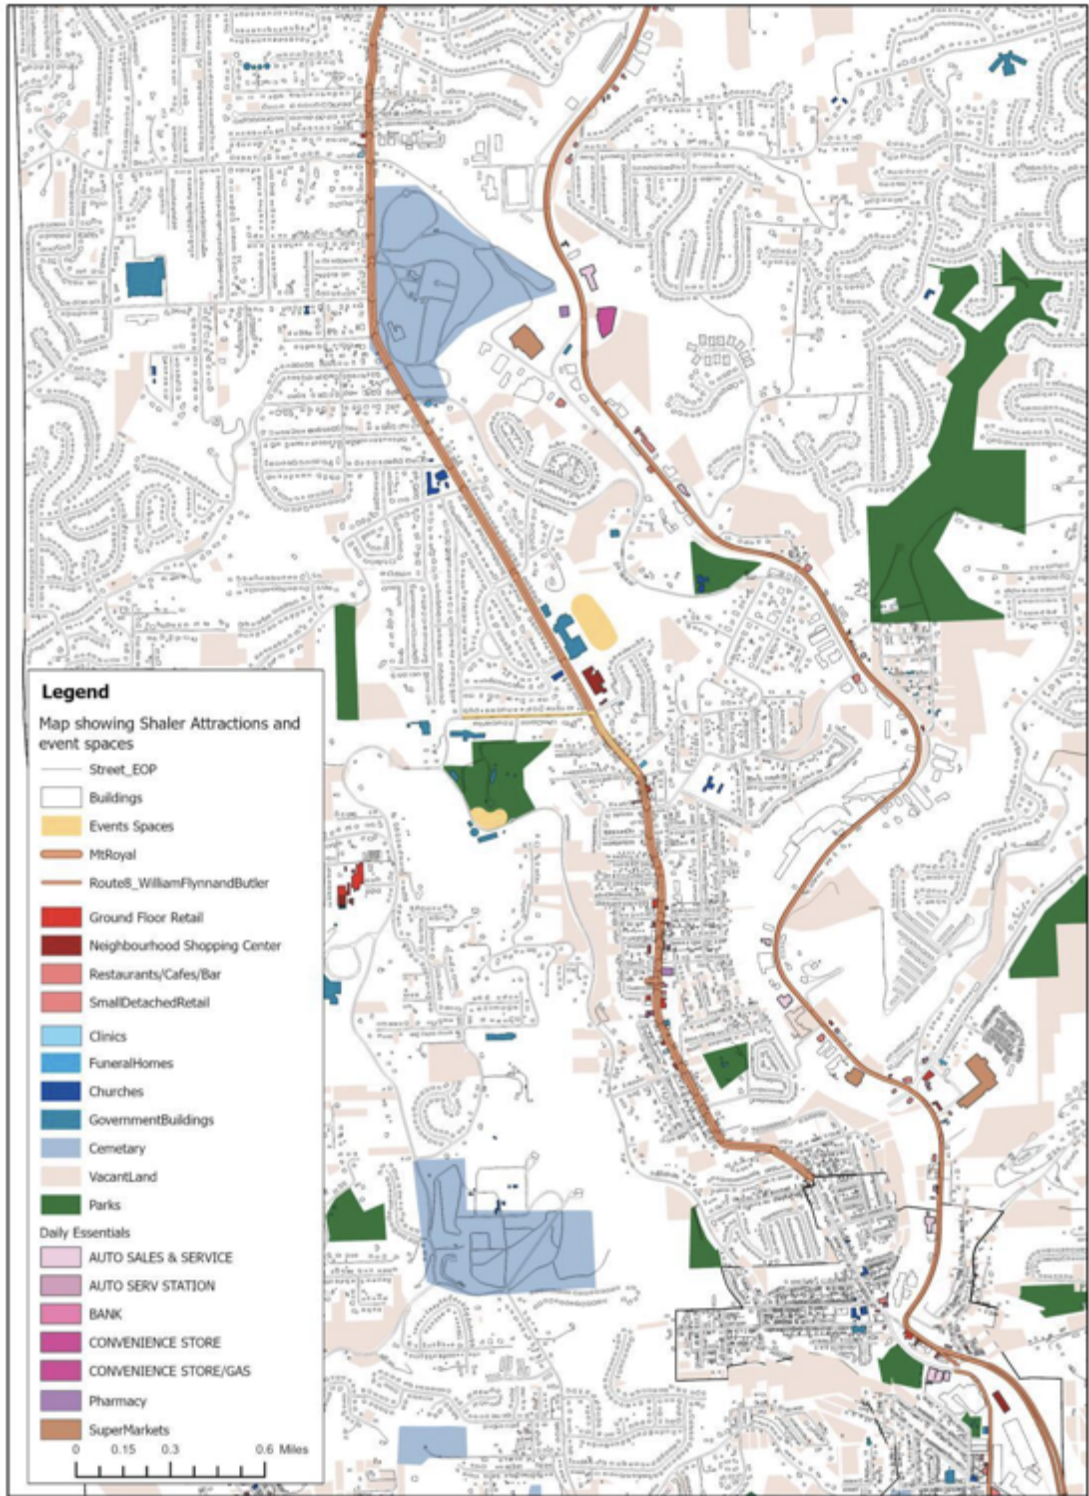 Legend
Map showing Shaler Attractions and
event spaces
Street_EOP
Buildings
Events Spaces
MtRoyal
Route8_WilliamFlynnandButler
Ground Floor Retail
Neighbourhood Shopping Center
Restaurants/Cafes/Bar
SmallDetachedRetail
Clinics
FuneralHomes
Churches
GovernmentBuildings
Cemetary
VacantLand
Parks
Daily Essentials
AUTO SALES & SERVICE
AUTO SERV STATION
BANK
CONVENIENCE STORE
CONVENIENCE STORE/GAS
Pharmacy
SuperMarkets
0 0.15 0.3 0.6 Miles